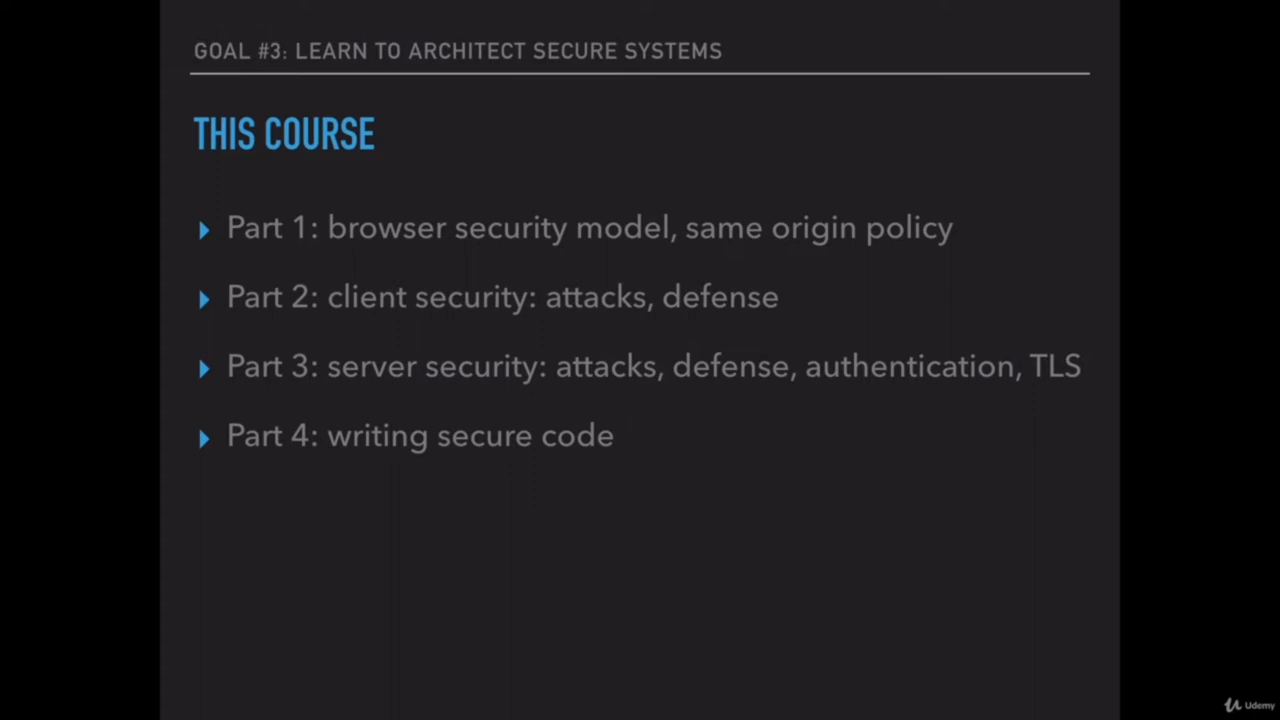 GOAL #3: LEARN TO ARCHITECT SECURE SYSTEMS
THIS COURSE
Part 1: browser security model, same origin policy
Part 2: client security: attacks, defense
Part 3: server security: attacks, defense, authentication, TLS
Part 4: writing secure code
Udemy